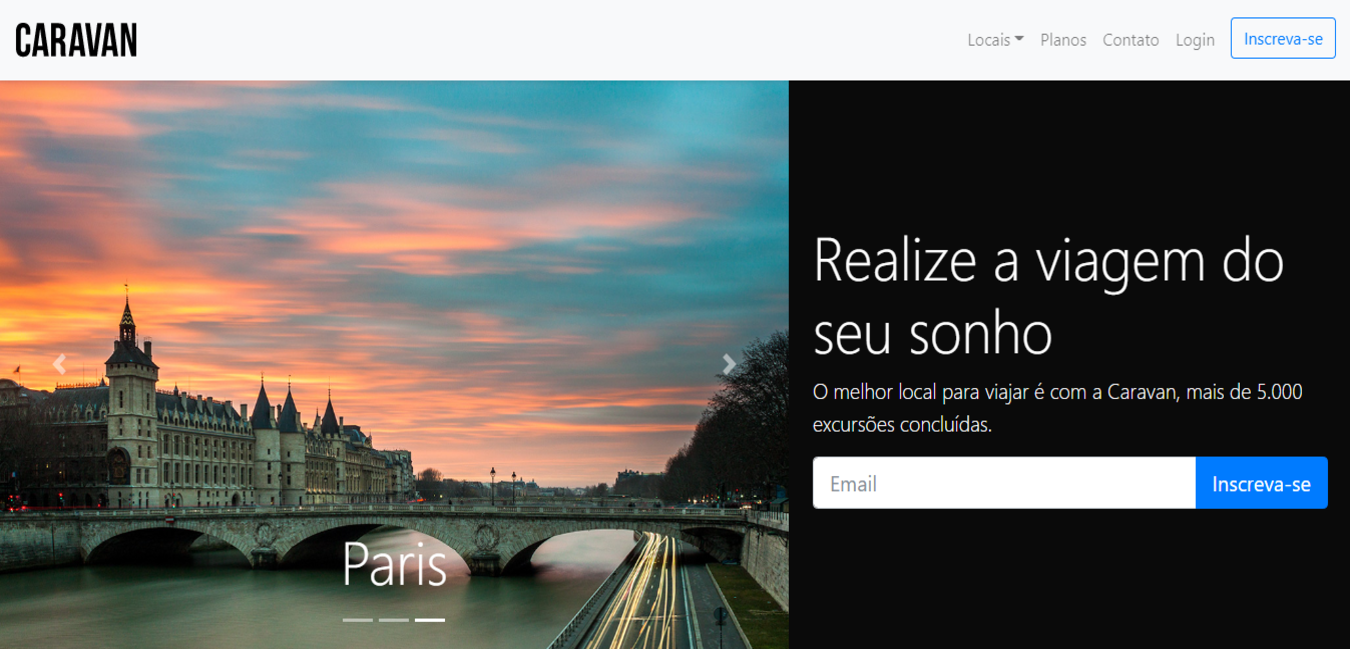 CARAVAN
Locais
Planos
Contato
Login
Inscreva-se
Realize a viagem do
seu sonho
O melhor local para viajar é com a Caravan, mais de 5.000
excursões concluídas.
Email
Inscreva-se
Paris